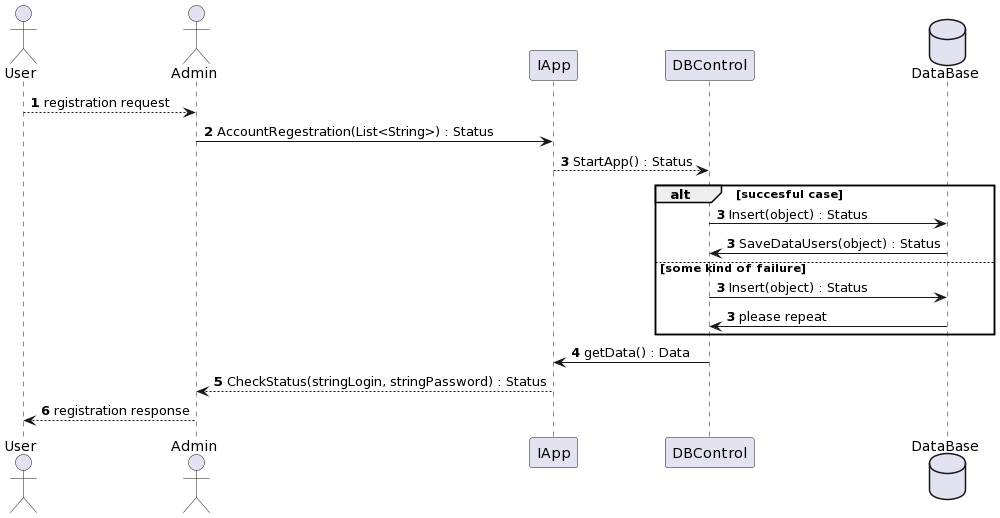 User
Admin
IApp
DBControl
DataBase
1 registration request
2 AccountRegestration(List<String>) : Status
3 StartApp() : Status
alt [succesful case]
3 Insert(object) : Status
3 SaveDataUsers(object) : Status
[some kind of failure]
3 Insert(object) : Status
3 please repeat
4 getData() : Data
5 CheckStatus(stringLogin, stringPassword) : Status
6 registration response
User
Admin
IApp
DBControl
DataBase